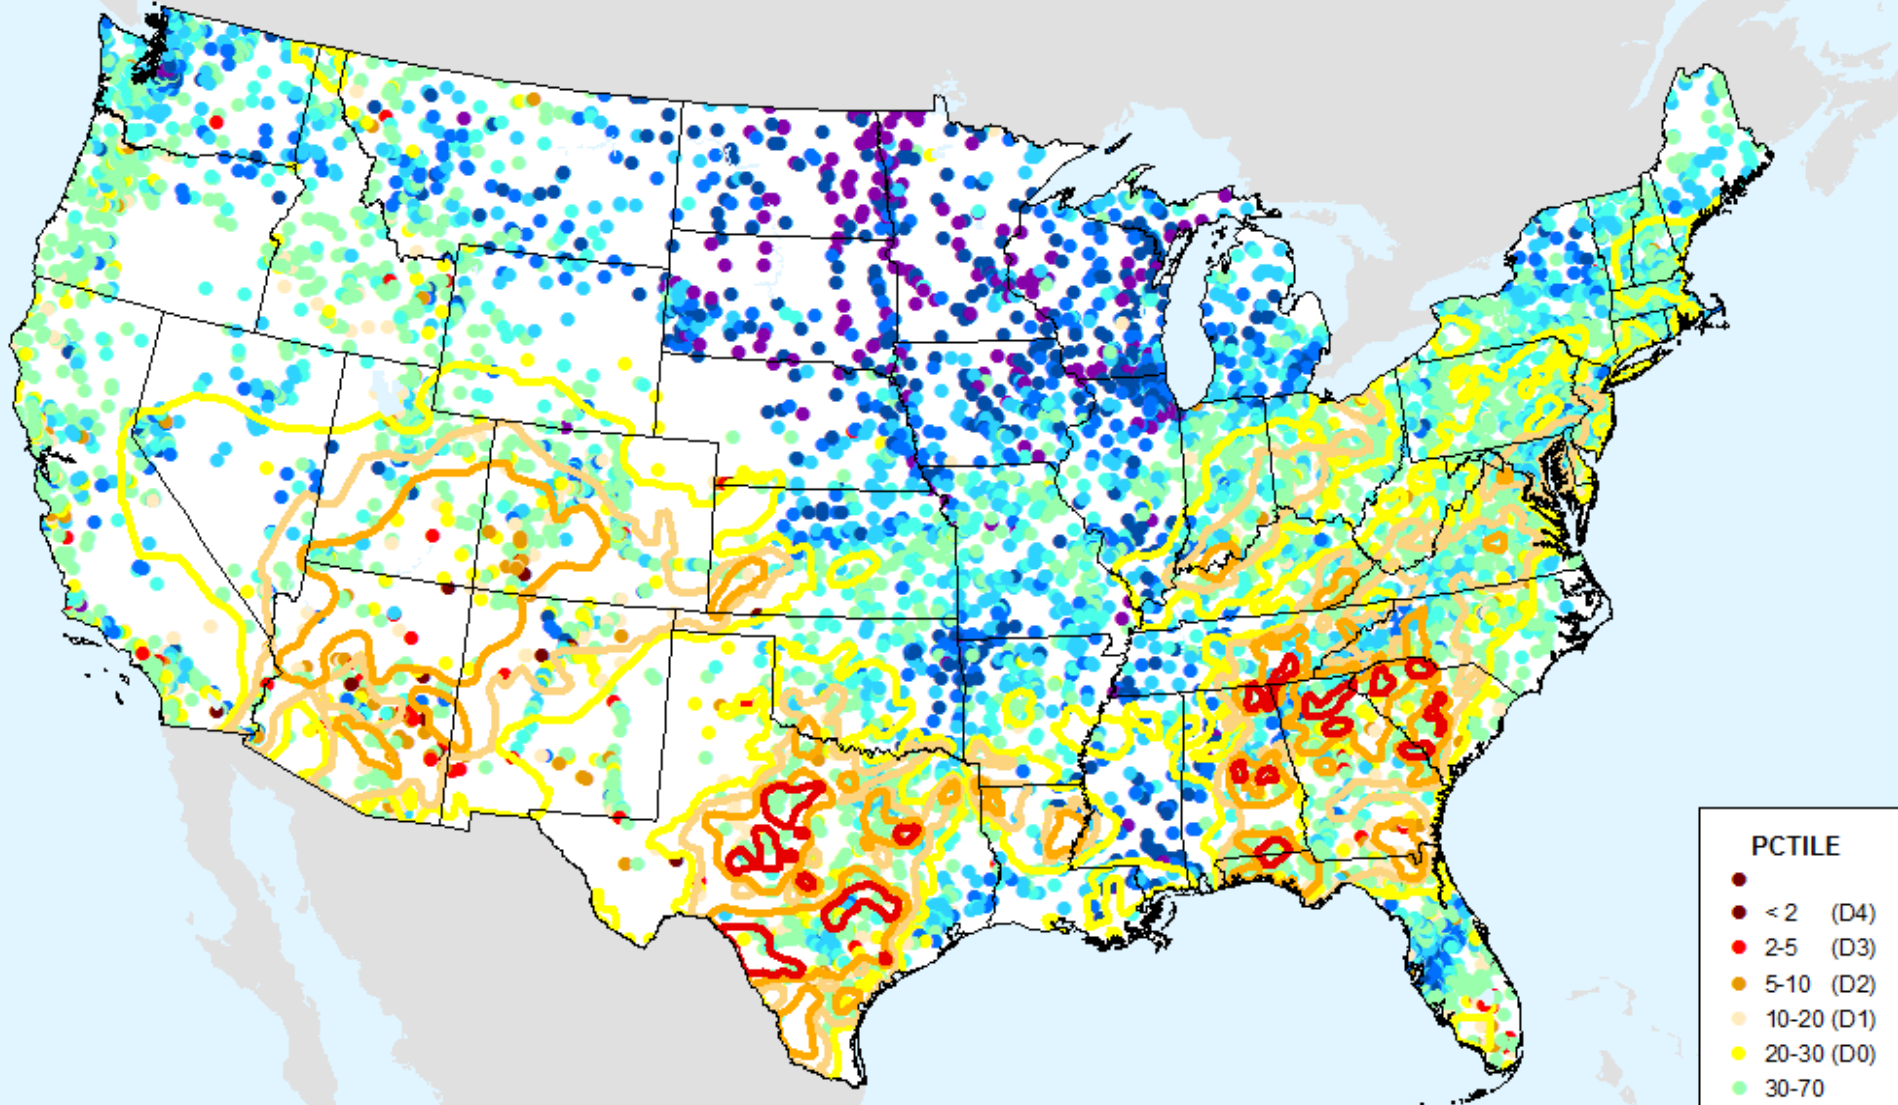 PCTILE
< 2 (D4)
2-5 (D3)
5-10 (D2)
10-20 (D1)
20-30 (D0)
30-70